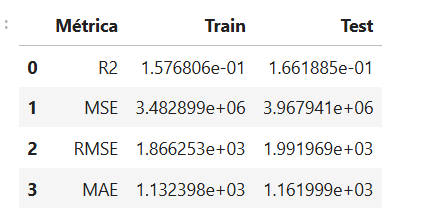 :
Métrica Train Test
0 R2 1.576806e-01 1.661885e-01
1 MSE 3.482899e+06 3.967941e+06
2 RMSE 1.866253e+03 1.991969e+03
3 MAE 1.132398e+03 1.161999e+03